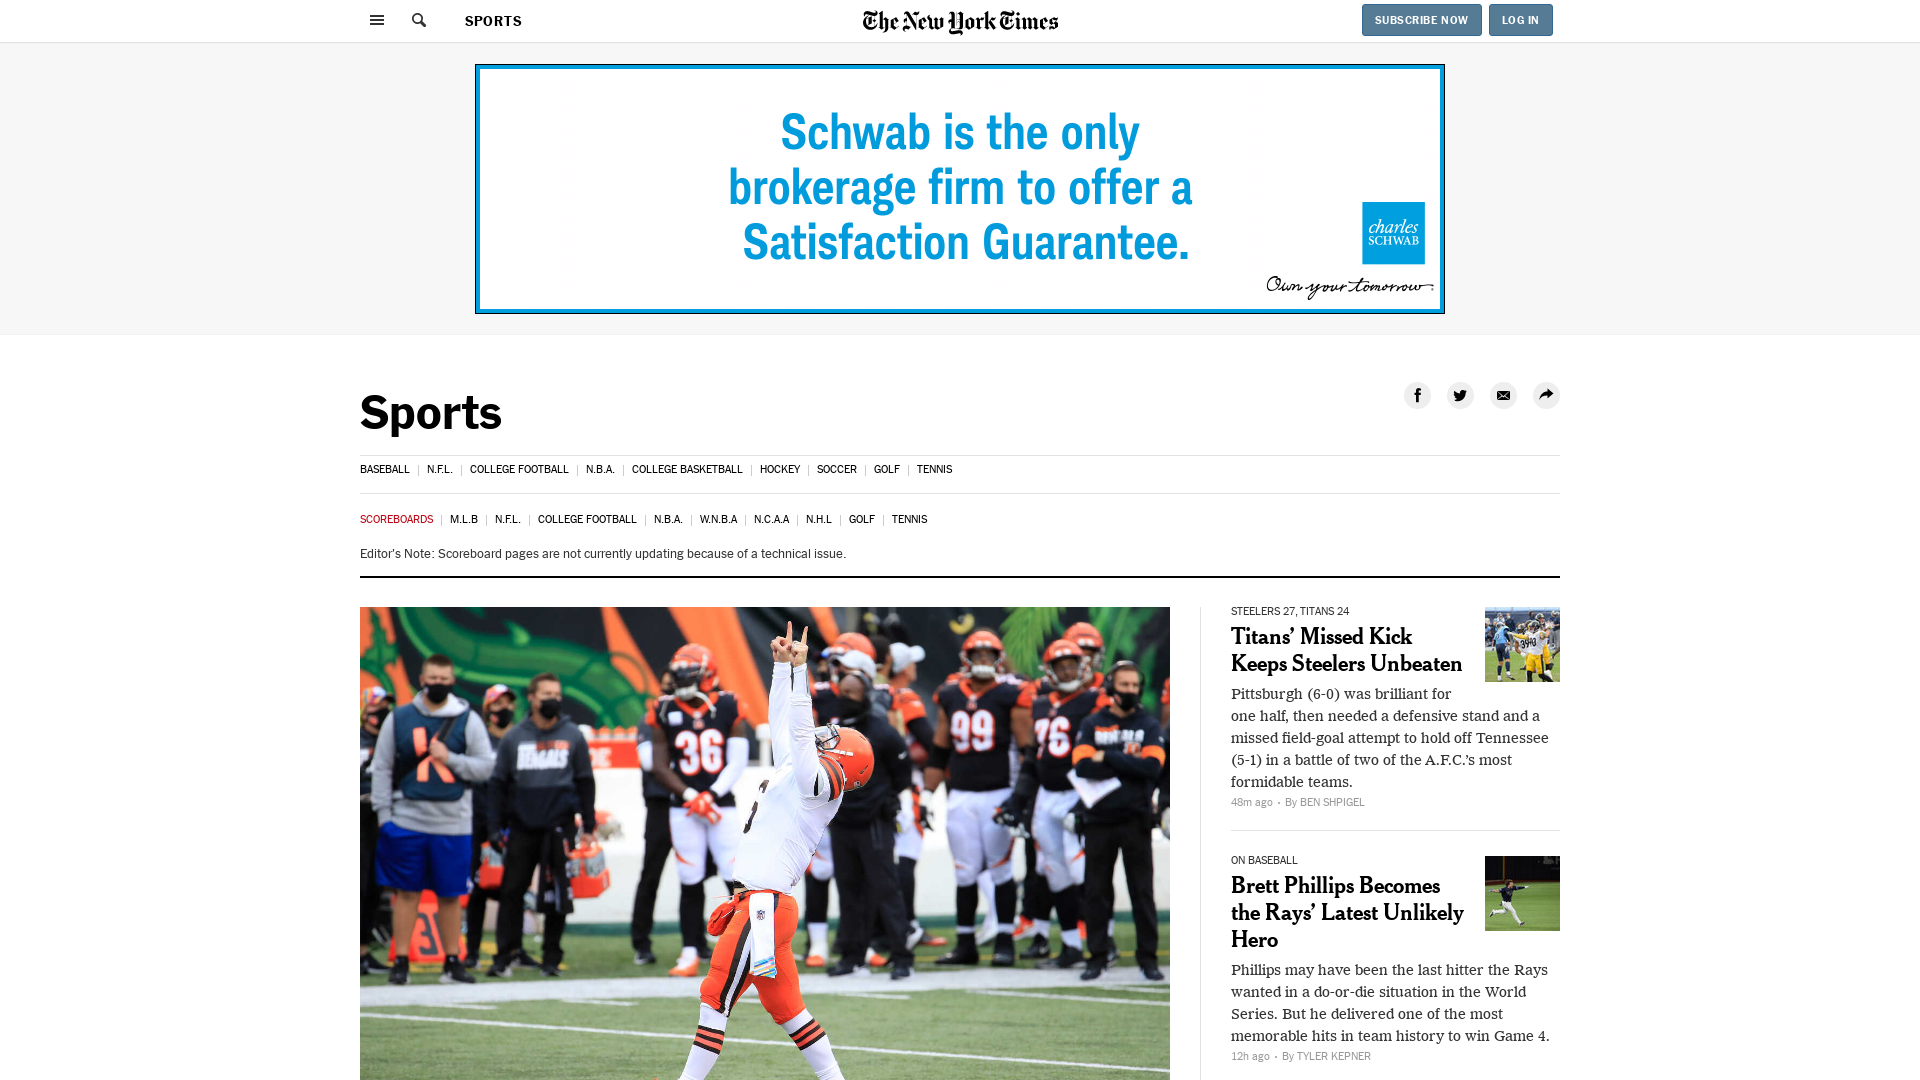 SPORTS
The New York Times
SUBSCRIBE NOW
LOG IN
Schwab is the only
brokerage firm to offer a
Satisfaction Guarantee.
charles
SCHWAB
Own your tomorrow.
Sports
BASEBALL | N.F.L. | COLLEGE FOOTBALL | N.B.A. | COLLEGE BASKETBALL | HOCKEY | SOCCER | GOLF | TENNIS
SCOREBOARDS | M.L.B | N.F.L. | COLLEGE FOOTBALL | N.B.A. | W.N.B.A | N.C.A.A | N.H.L | GOLF | TENNIS
Editor's Note: Scoreboard pages are not currently updating because of a technical issue.
36
99
76
BENGALS
3
STEELERS 27, TITANS 24
Titans’ Missed Kick
Keeps Steelers Unbeaten
Pittsburgh (6-0) was brilliant for
one half, then needed a defensive stand and a
missed field-goal attempt to hold off Tennessee
(5-1) in a battle of two of the A.F.C.’s most
formidable teams.
48m ago • By BEN SHPIGEL
ON BASEBALL
Brett Phillips Becomes
the Rays’ Latest Unlikely
Hero
Phillips may have been the last hitter the Rays
wanted in a do-or-die situation in the World
Series. But he delivered one of the most
memorable hits in team history to win Game 4.
12h ago • By TYLER KEPNER